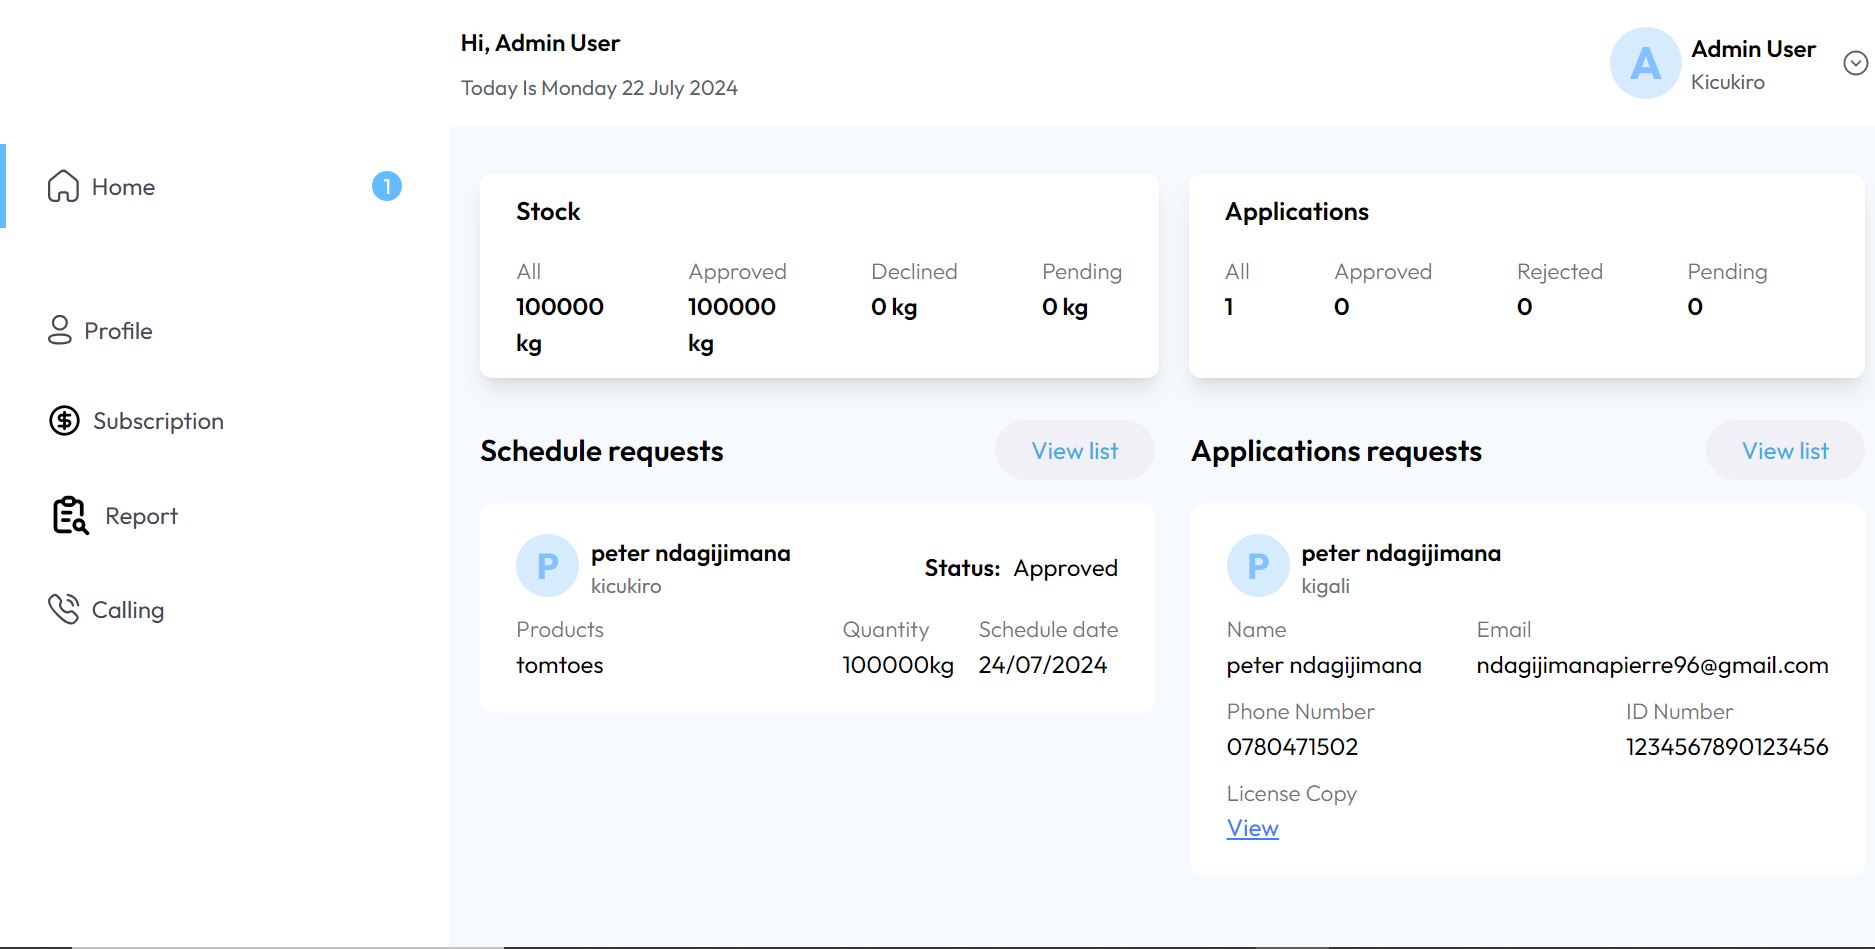 Hi, Admin User
Today Is Monday 22 July 2024
A
Admin User
Kicukiro
Home
1
Profile
Subscription
Report
Calling
Stock
All Approved Declined Pending
100000 100000 0 kg 0 kg
kg kg
Applications
All Approved Rejected Pending
1 0 0 0
Schedule requests
View list
P
peter ndagijimana
kicukiro
Status: Approved
Products Quantity Schedule date
tomtoes 100000kg 24/07/2024
Applications requests
View list
P
peter ndagijimana
kigali
Name Email
peter ndagijimana ndagijimanapierre96@gmail.com
Phone Number ID Number
0780471502 1234567890123456
License Copy
View